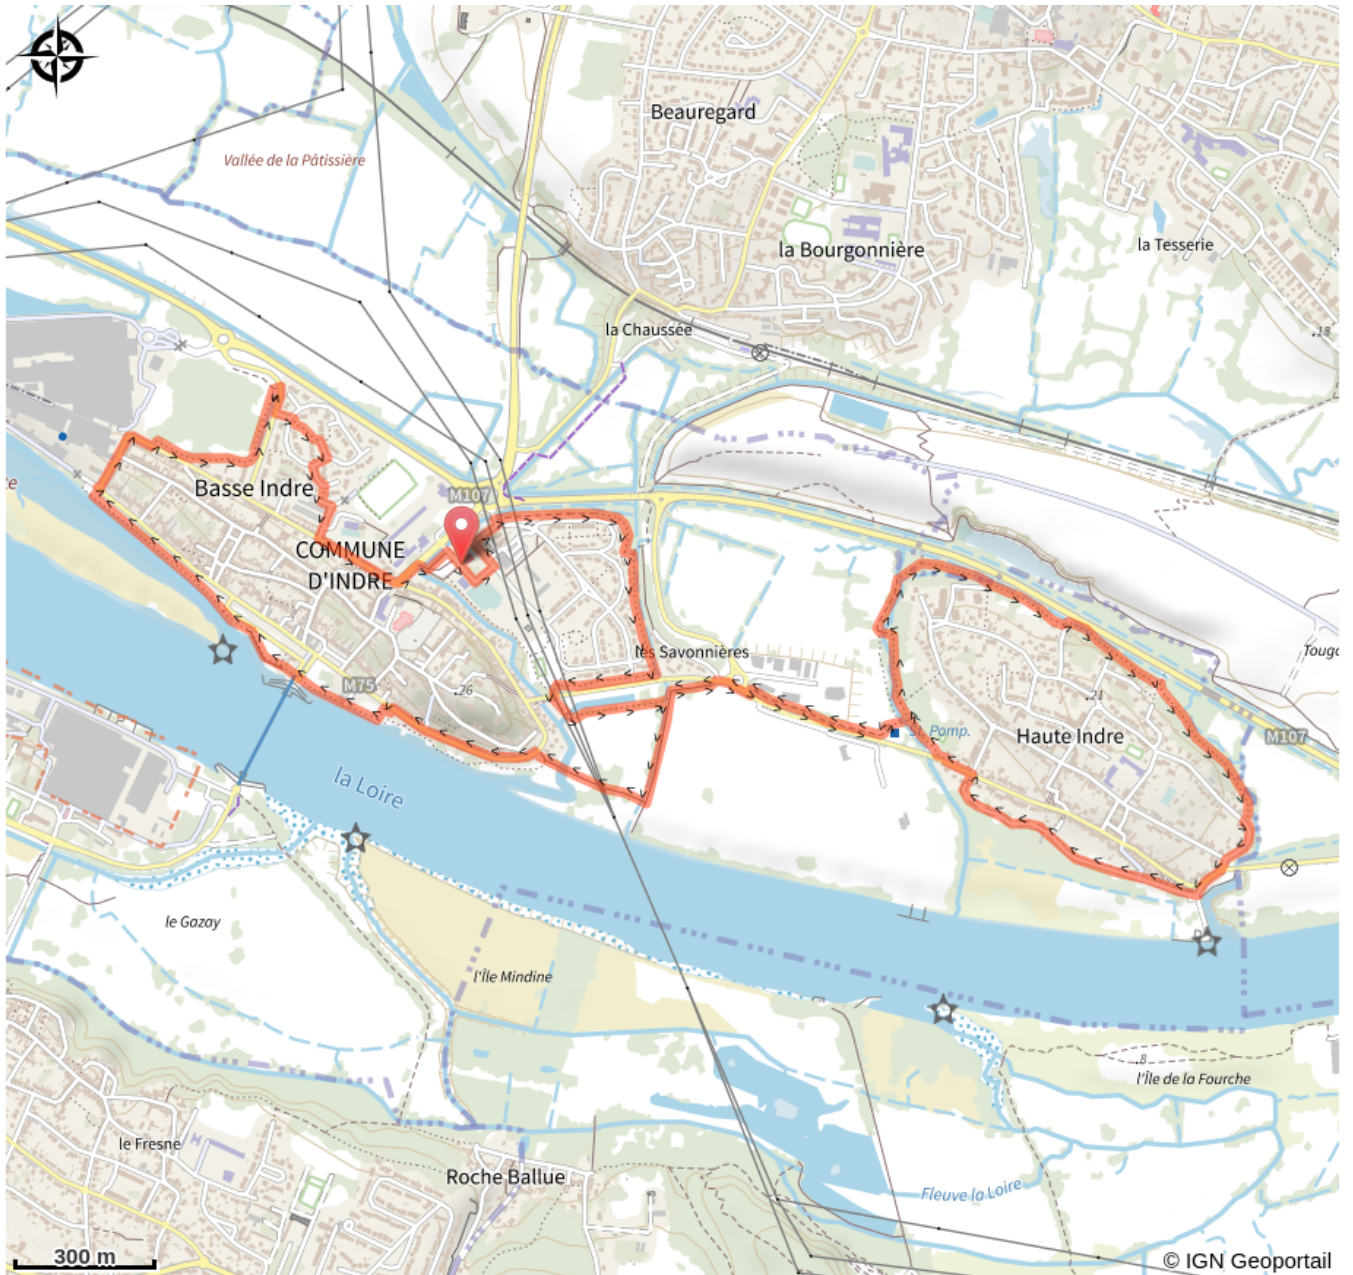 Beauregard
Vallée de la Pâtissière
la Bourgonnière
la Tesserie
la Chaussée
18
Basse Indre
M107
COMMUNE
D'INDRE
les Savonnières
M75
26
21
St. Pomp.
Haute Indre
M107
la Loire
le Gazay
l'Île Mindine
8
l'Île de la Fourche
le Fresne
Roche Ballue
Fleuve la Loire
300 m
© IGN Geoportail